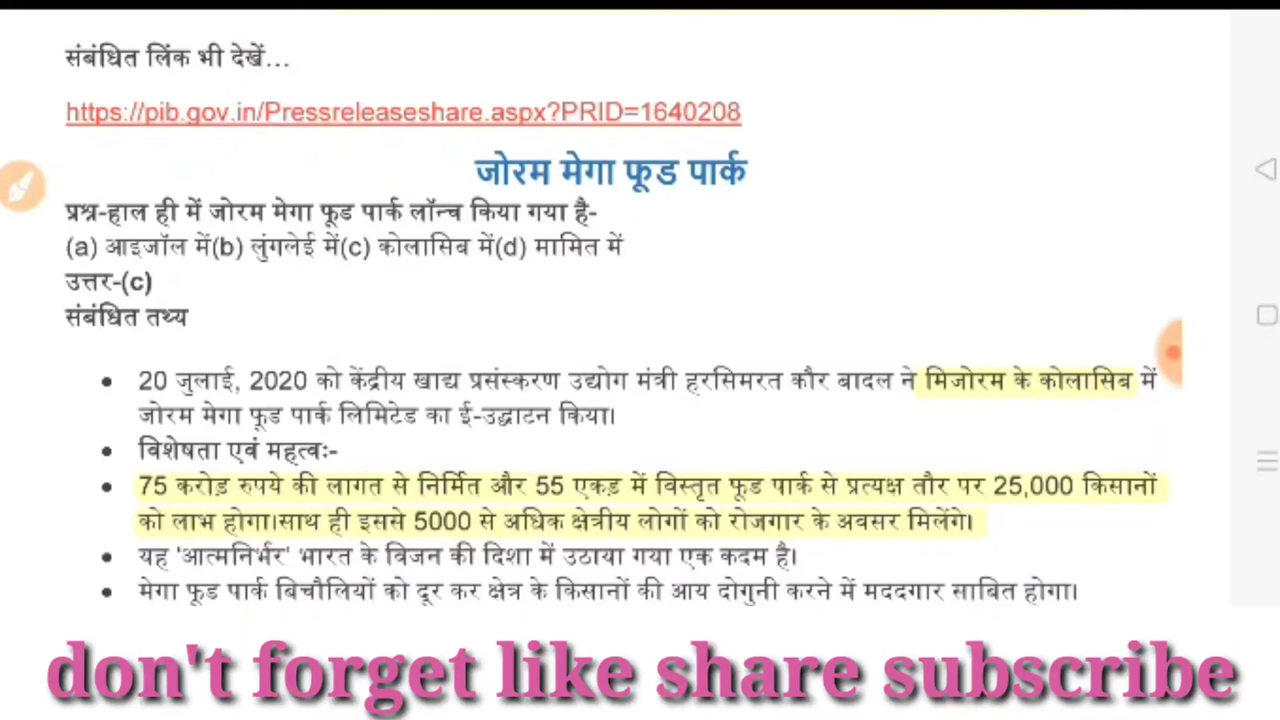 संबंधित लिंक भी देखें...
https://pib.gov.in/Pressreleaseshare.aspx?PRID=1640208
जोरम मेगा फूड पार्क
प्रश्न-हाल ही में जोरम मेगा फूड पार्क लॉन्च किया गया है-
(a) आइजॉल में(b) लुंगलेई में(c) कोलासिब में(d) मामित में
उत्तर-(c)
संबंधित तथ्य
• 20 जुलाई, 2020 को केंद्रीय खाद्य प्रसंस्करण उद्योग मंत्री हरसिमरत कौर बादल ने मिजोरम के कोलासिब में
जोरम मेगा फूड पार्क लिमिटेड का ई-उद्घाटन किया।
• विशेषता एवं महत्वः-
• 75 करोड़ रुपये की लागत से निर्मित और 55 एकड़ में विस्तृत फूड पार्क से प्रत्यक्ष तौर पर 25,000 किसानों
को लाभ होगा।साथ ही इससे 5000 से अधिक क्षेत्रीय लोगों को रोजगार के अवसर मिलेंगे।
• यह 'आत्मनिर्भर' भारत के विजन की दिशा में उठाया गया एक कदम है।
• मेगा फूड पार्क बिचौलियों को दूर कर क्षेत्र के किसानों की आय दोगुनी करने में मददगार साबित होगा।
don't forget like share subscribe